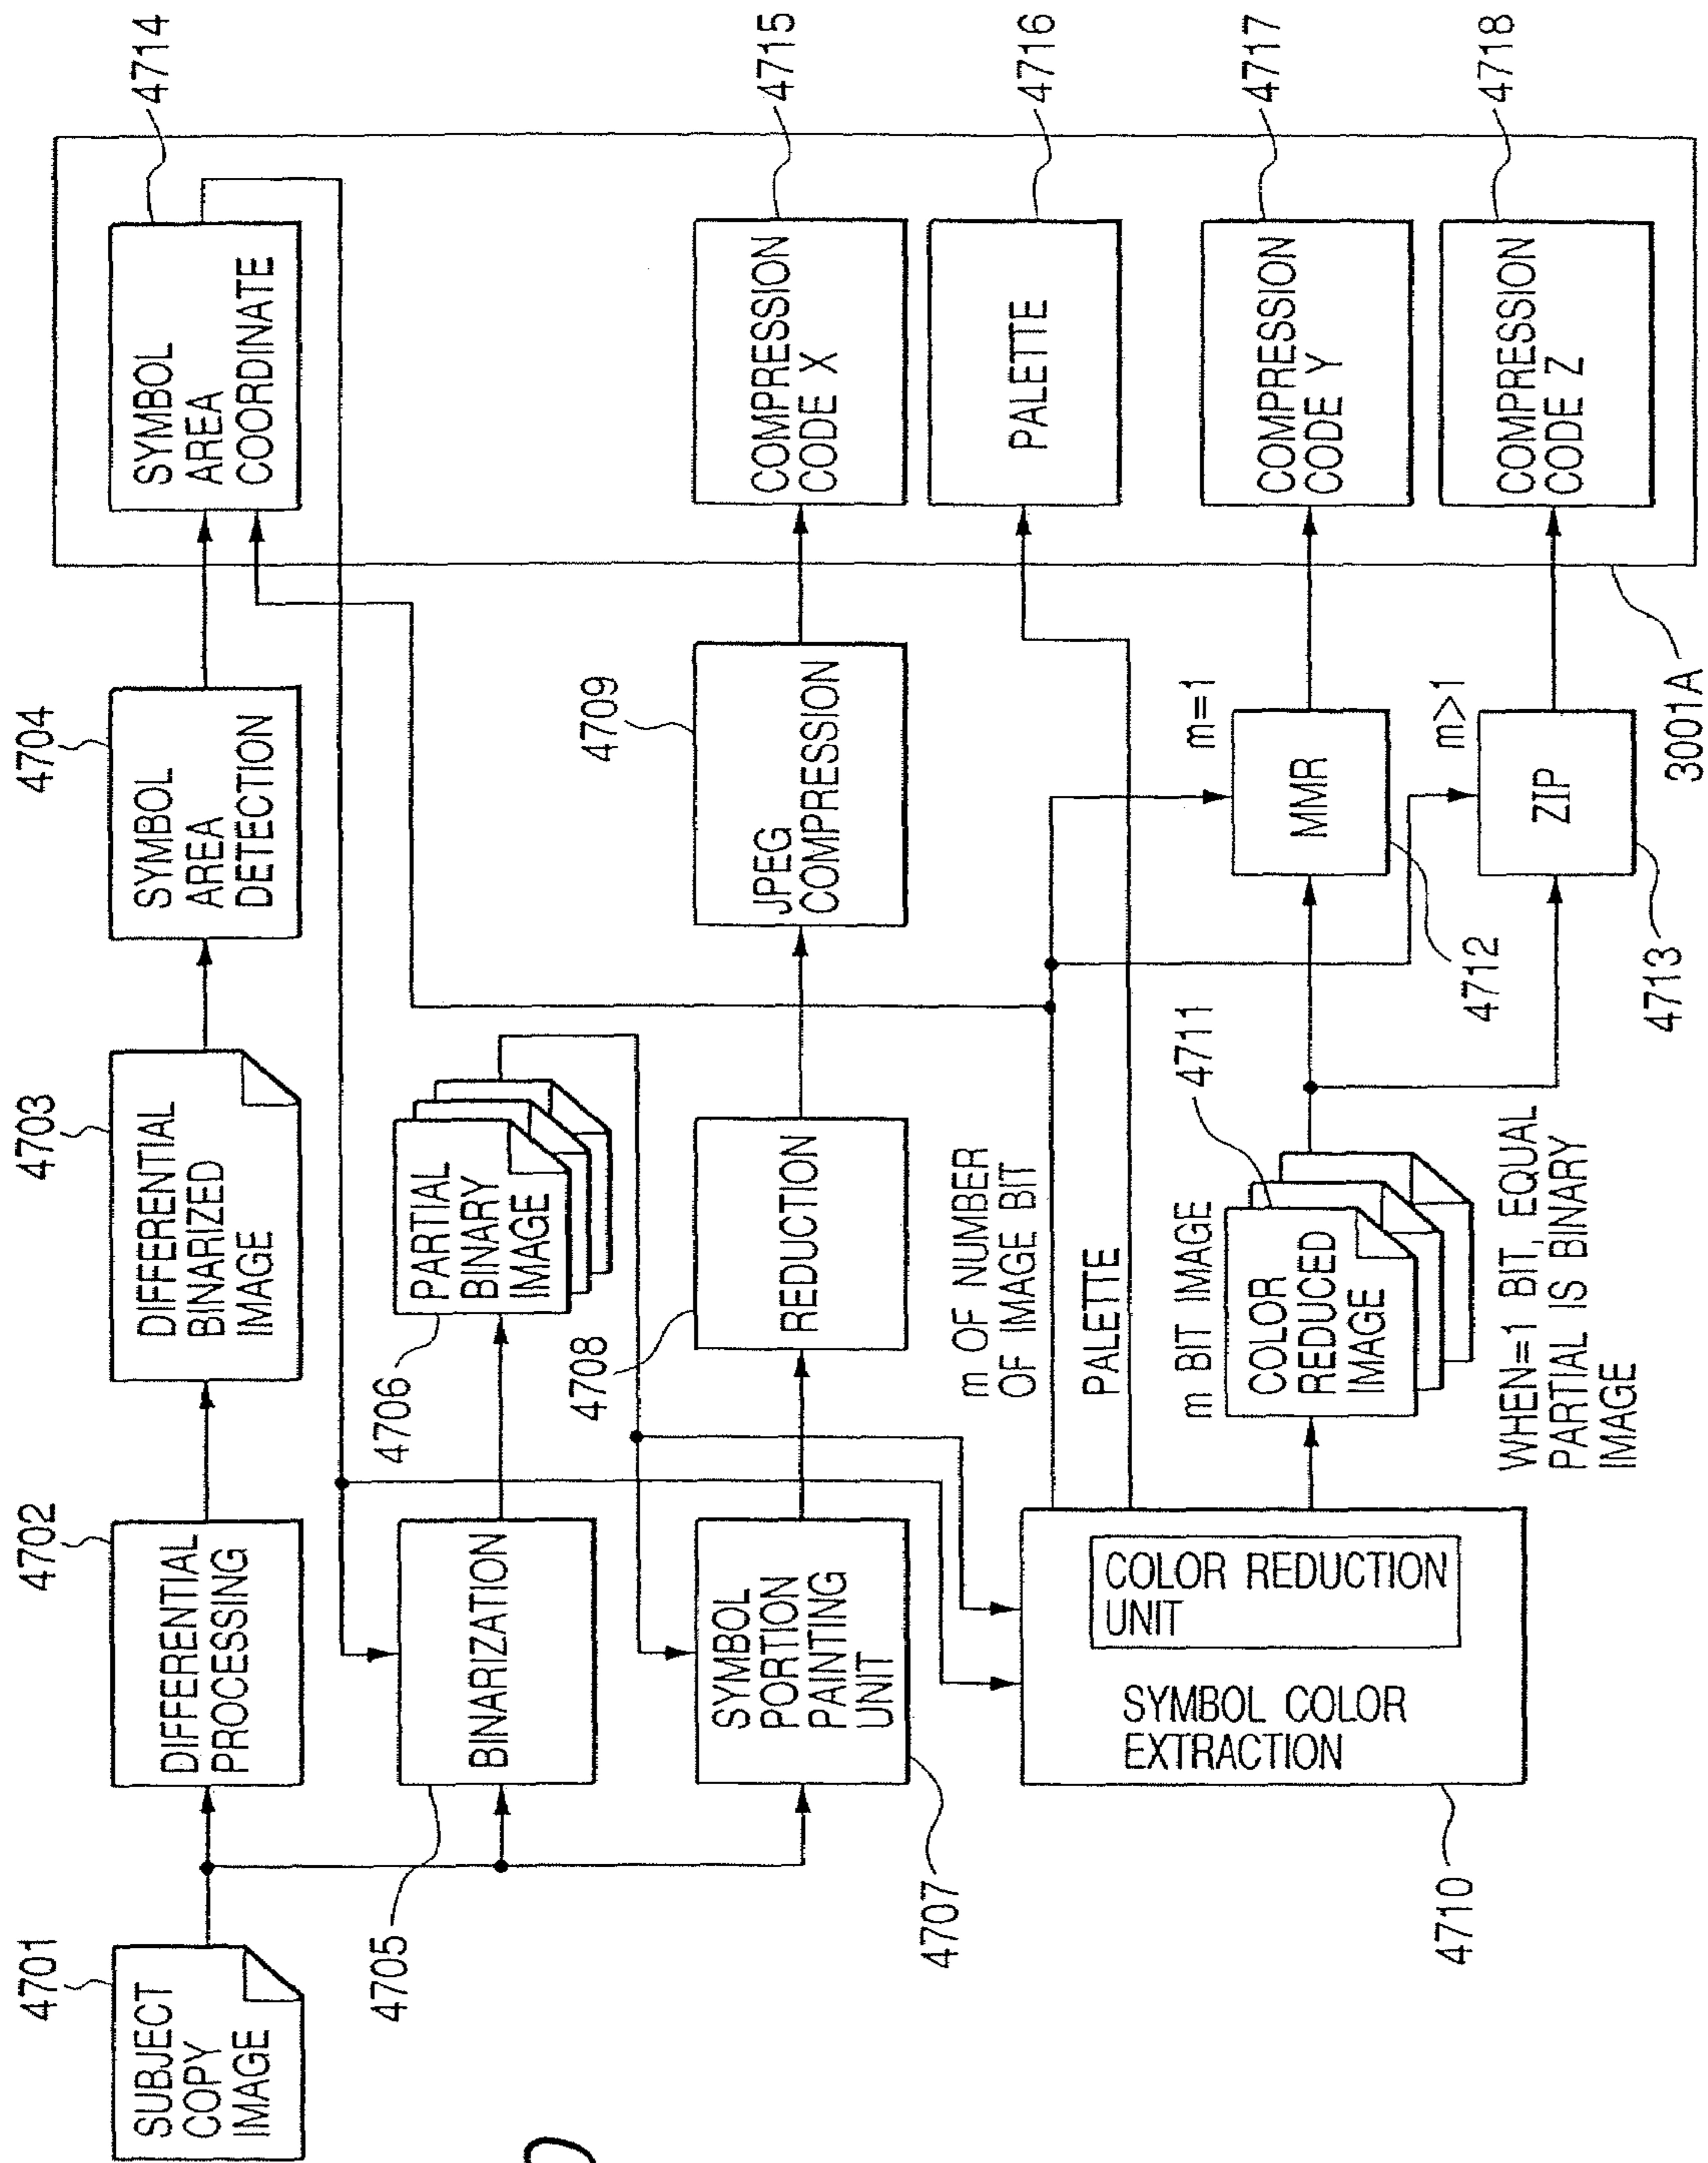 4701
SUBJECT
COPY
IMAGE
4702
DIFFERENTIAL
PROCESSING
4703
DIFFERENTIAL
BINARIZED
IMAGE
4704
SYMBOL
AREA
DETECTION
SYMBOL
AREA
COORDINATE
4714
4705
BINARIZATION
4706
PARTIAL
BINARY
IMAGE
4707
SYMBOL
PORTION
PAINTING
UNIT
4708
REDUCTION
4709
JPEG
COMPRESSION
COMPRESSION
CODE X
4715
PALETTE
4716
m OF NUMBER
OF IMAGE BIT
PALETTE
4710
COLOR REDUCTION
UNIT
SYMBOL COLOR
EXTRACTION
m BIT IMAGE
4711
COLOR
REDUCED
IMAGE
WHEN=1 BIT, EQUAL
PARTIAL IS BINARY
IMAGE
m=1
MMR
4712
COMPRESSION
CODE Y
4717
m>1
ZIP
4713
COMPRESSION
CODE Z
4718
3001A